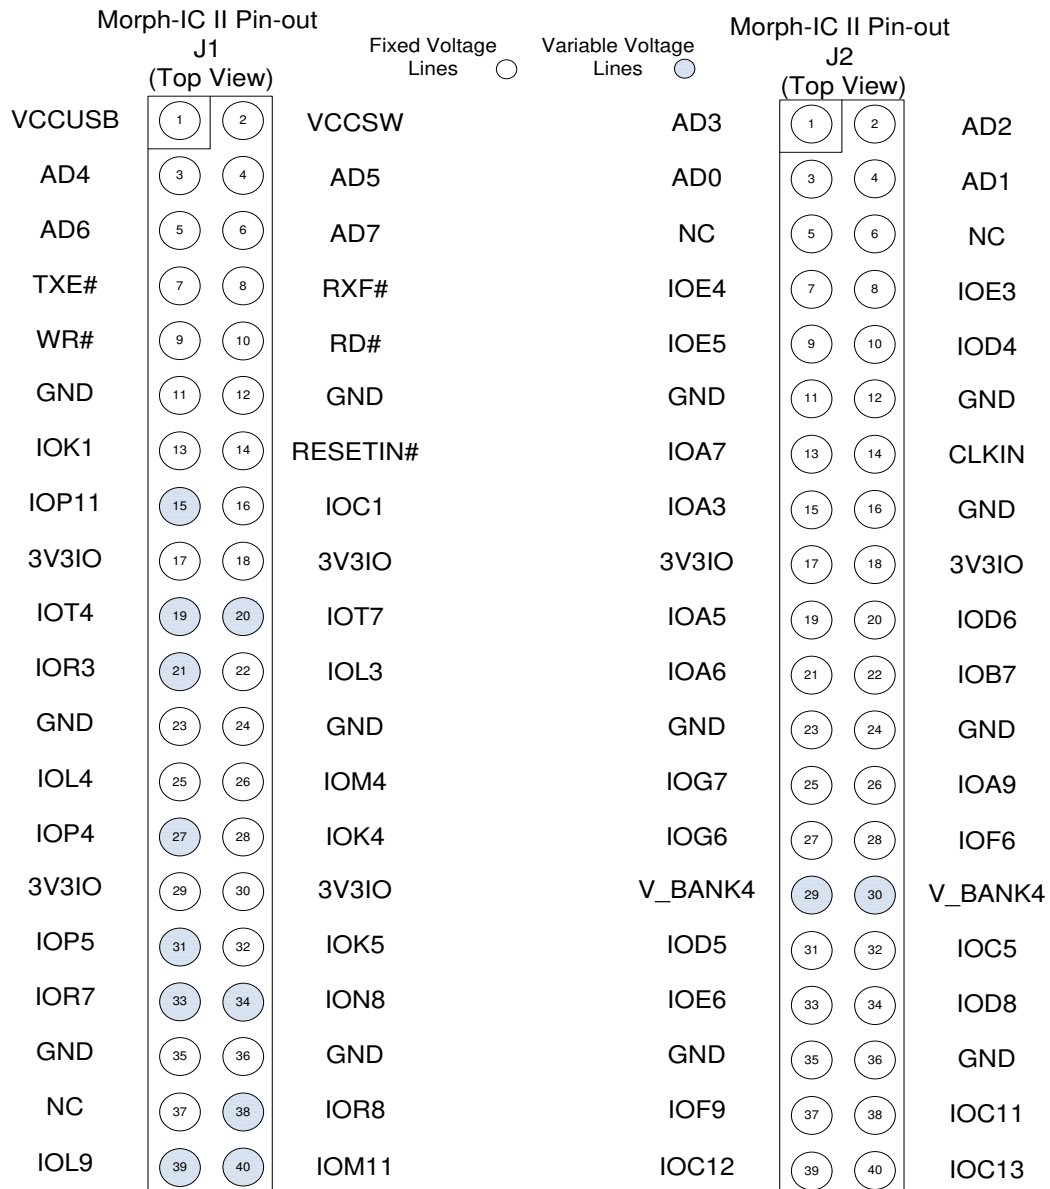 Morph-IC II Pin-out
J1
(Top View)
Fixed Voltage
Lines
Variable Voltage
Lines
Morph-IC II Pin-out
J2
(Top View)
VCCUSB 1 2 VCCSW AD3 1 2 AD2
AD4 3 4 AD5 AD0 3 4 AD1
AD6 5 6 AD7 NC 5 6 NC
TXE# 7 8 RXF# IOE4 7 8 IOE3
WR# 9 10 RD# IOE5 9 10 IOD4
GND 11 12 GND GND 11 12 GND
IOK1 13 14 RESETIN# IOA7 13 14 CLKIN
IOP11 15 16 IOC1 IOA3 15 16 GND
3V3IO 17 18 3V3IO 3V3IO 17 18 3V3IO
IOT4 19 20 IOT7 IOA5 19 20 IOD6
IOR3 21 22 IOL3 IOA6 21 22 IOB7
GND 23 24 GND GND 23 24 GND
IOL4 25 26 IOM4 IOG7 25 26 IOA9
IOP4 27 28 IOK4 IOG6 27 28 IOF6
3V3IO 29 30 3V3IO V_BANK4 29 30 V_BANK4
IOP5 31 32 IOK5 IOD5 31 32 IOC5
IOR7 33 34 ION8 IOE6 33 34 IOD8
GND 35 36 GND GND 35 36 GND
NC 37 38 IOR8 IOF9 37 38 IOC11
IOL9 39 40 IOM11 IOC12 39 40 IOC13